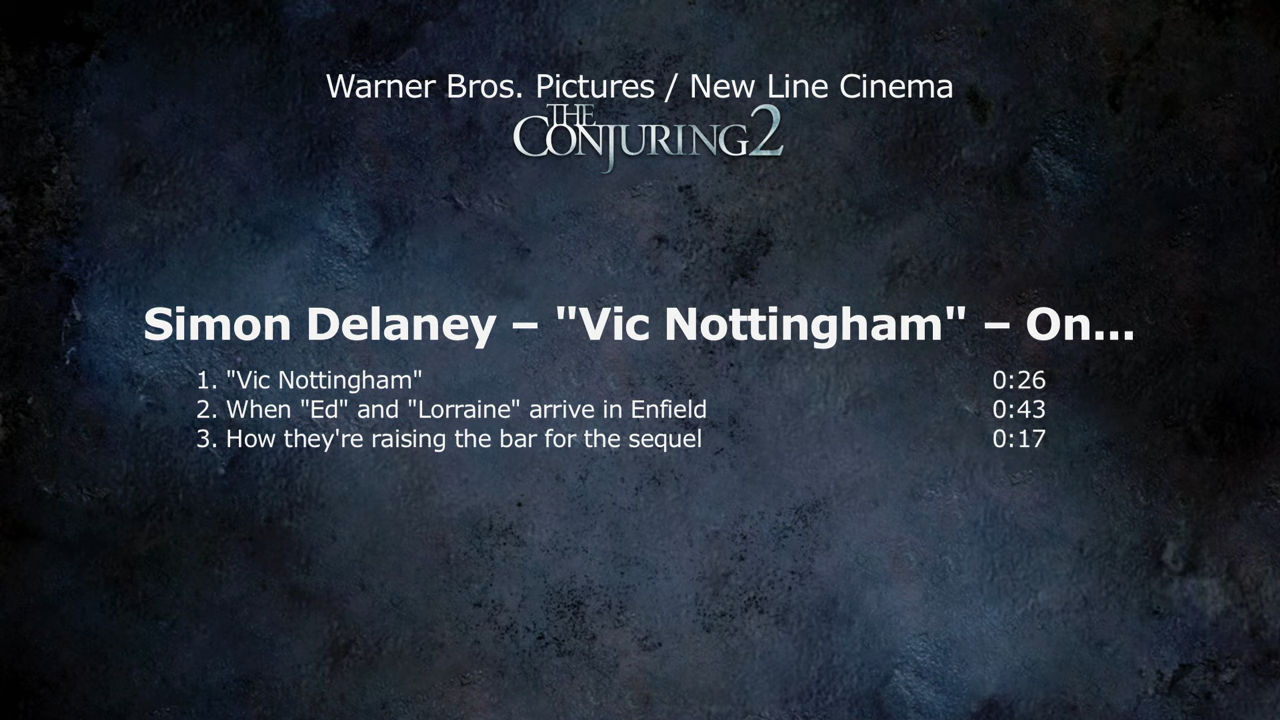 Warner Bros. Pictures / New Line Cinema
THE
CONJURING 2
Simon Delaney – "Vic Nottingham" – On...
1. "Vic Nottingham" 0:26
2. When "Ed" and "Lorraine" arrive in Enfield 0:43
3. How they're raising the bar for the sequel 0:17